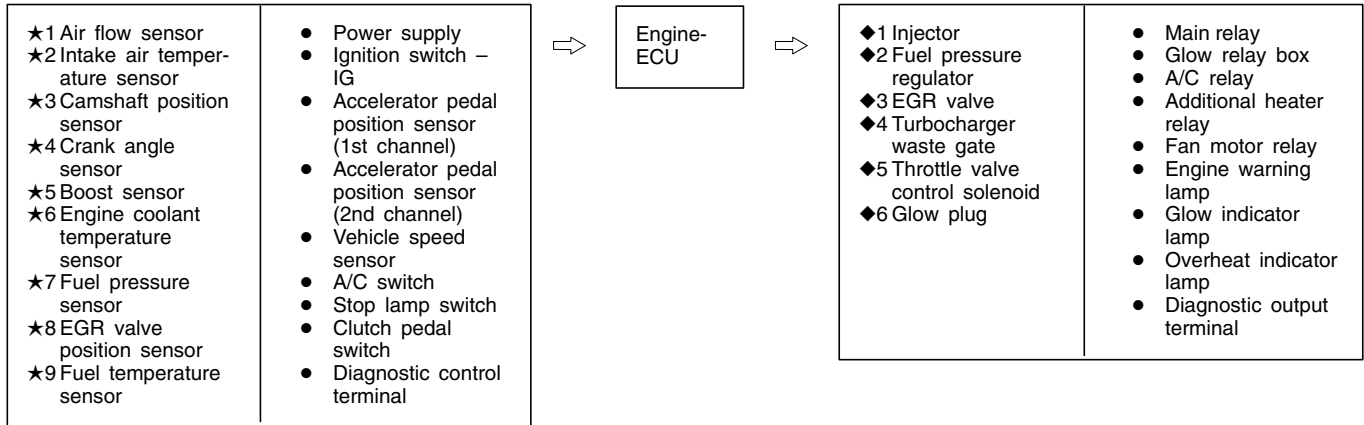 ★1 Air flow sensor
★2 Intake air temper-
ature sensor
★3 Camshaft position
sensor
★4 Crank angle
sensor
★5 Boost sensor
★6 Engine coolant
temperature
sensor
★7 Fuel pressure
sensor
★8 EGR valve
position sensor
★9 Fuel temperature
sensor
● Power supply
● Ignition switch –
IG
● Accelerator pedal
position sensor
(1st channel)
● Accelerator pedal
position sensor
(2nd channel)
● Vehicle speed
sensor
● A/C switch
● Stop lamp switch
● Clutch pedal
switch
● Diagnostic control
terminal
Engine-
ECU
◆1 Injector
◆2 Fuel pressure
regulator
◆3 EGR valve
◆4 Turbocharger
waste gate
◆5 Throttle valve
control solenoid
◆6 Glow plug
● Main relay
● Glow relay box
● A/C relay
● Additional heater
relay
● Fan motor relay
● Engine warning
lamp
● Glow indicator
lamp
● Overheat indicator
lamp
● Diagnostic output
terminal